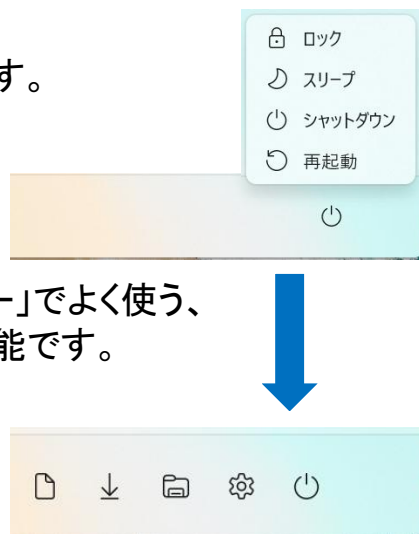 ロック
す。
スリープ
シャットダウン
再起動
ー」でよく使う、
能です。